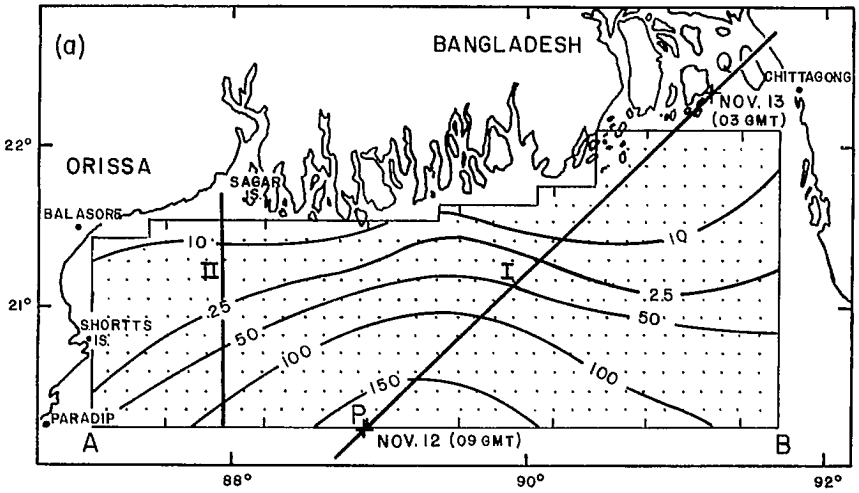 (a)
BANGLADESH
Q
CHITTAGONG
NOV. 13
(03 GMT)
22°
ORISSA
SAGAR
IS.
BALASORE
10
10
II
I
21°
25
25
50
50
SHORTTS
IS.
100
100
150
P
PARADIP
A
NOV. 12 (09 GMT)
B
88°
90°
92°